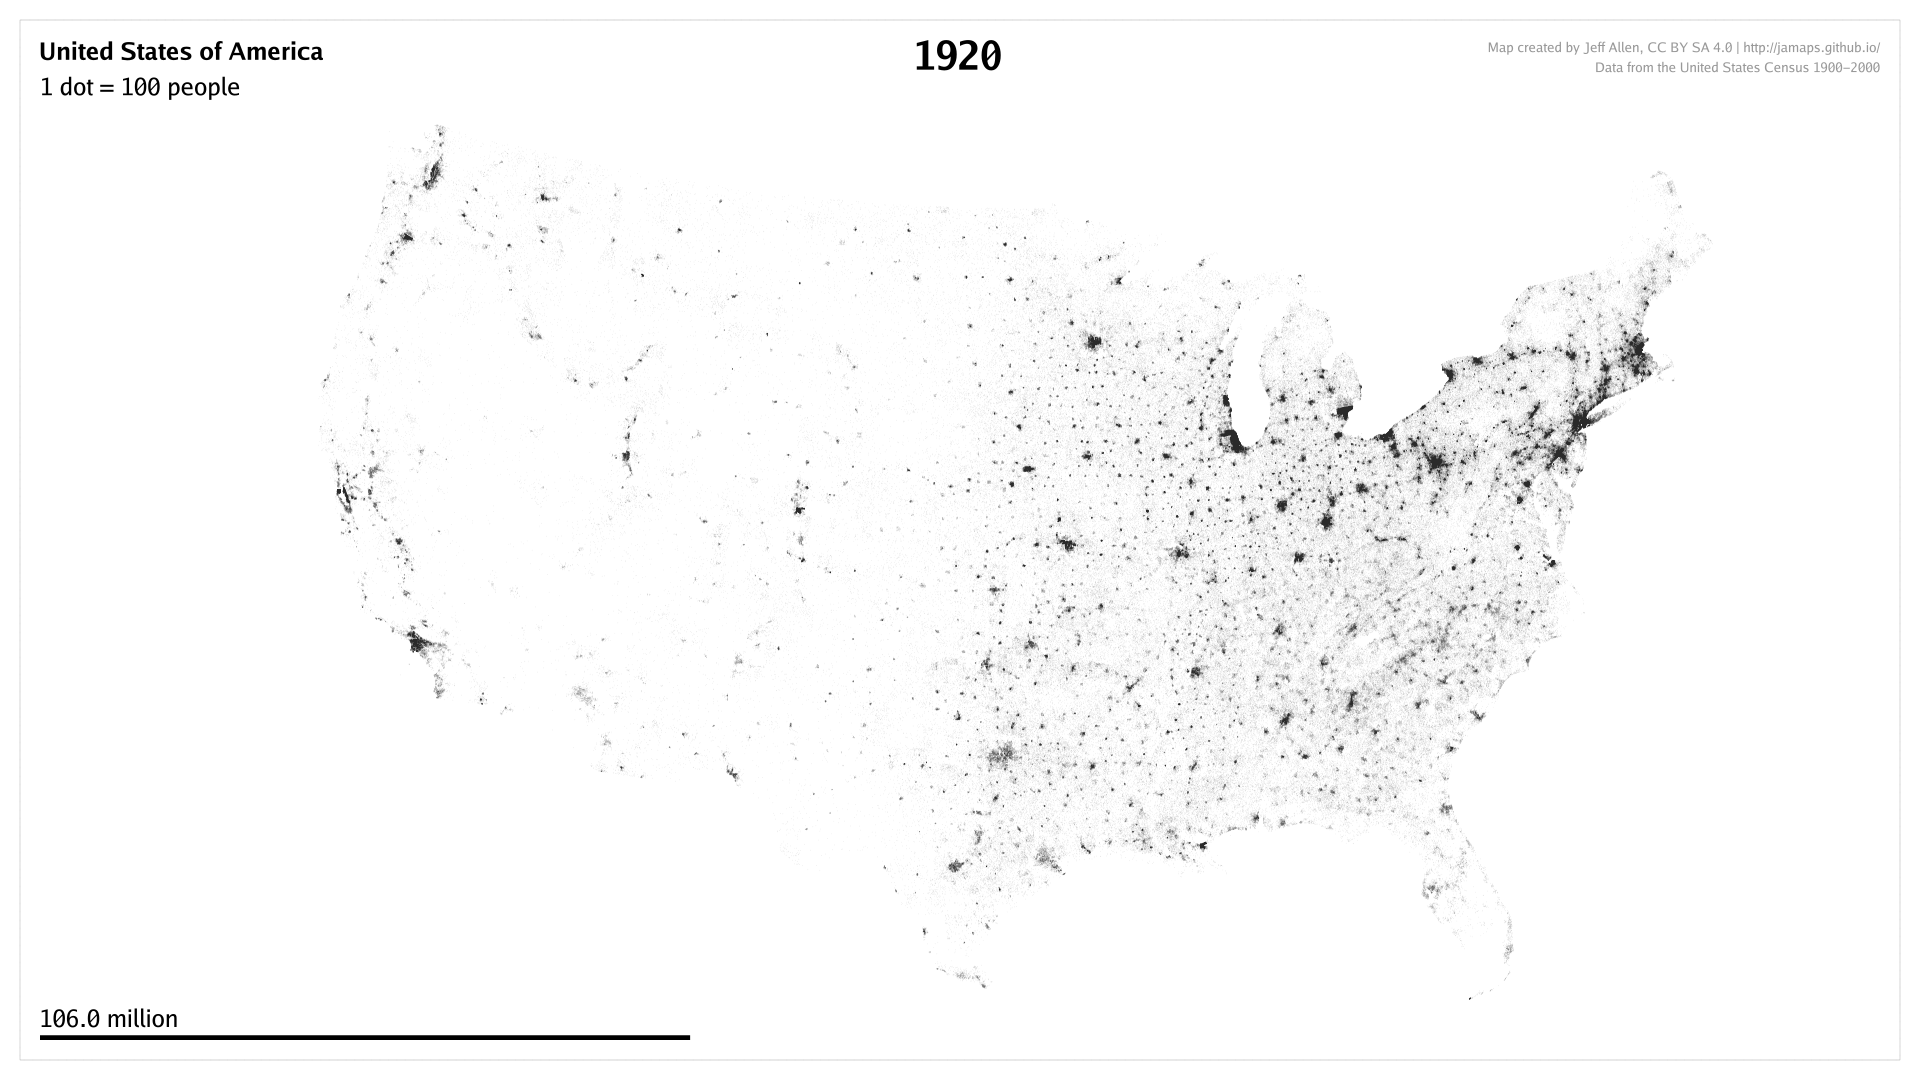 United States of America
1 dot = 100 people
1920
Map created by Jeff Allen, CC BY SA 4.0 | http://jamaps.github.io/
Data from the United States Census 1900–2000
106.0 million